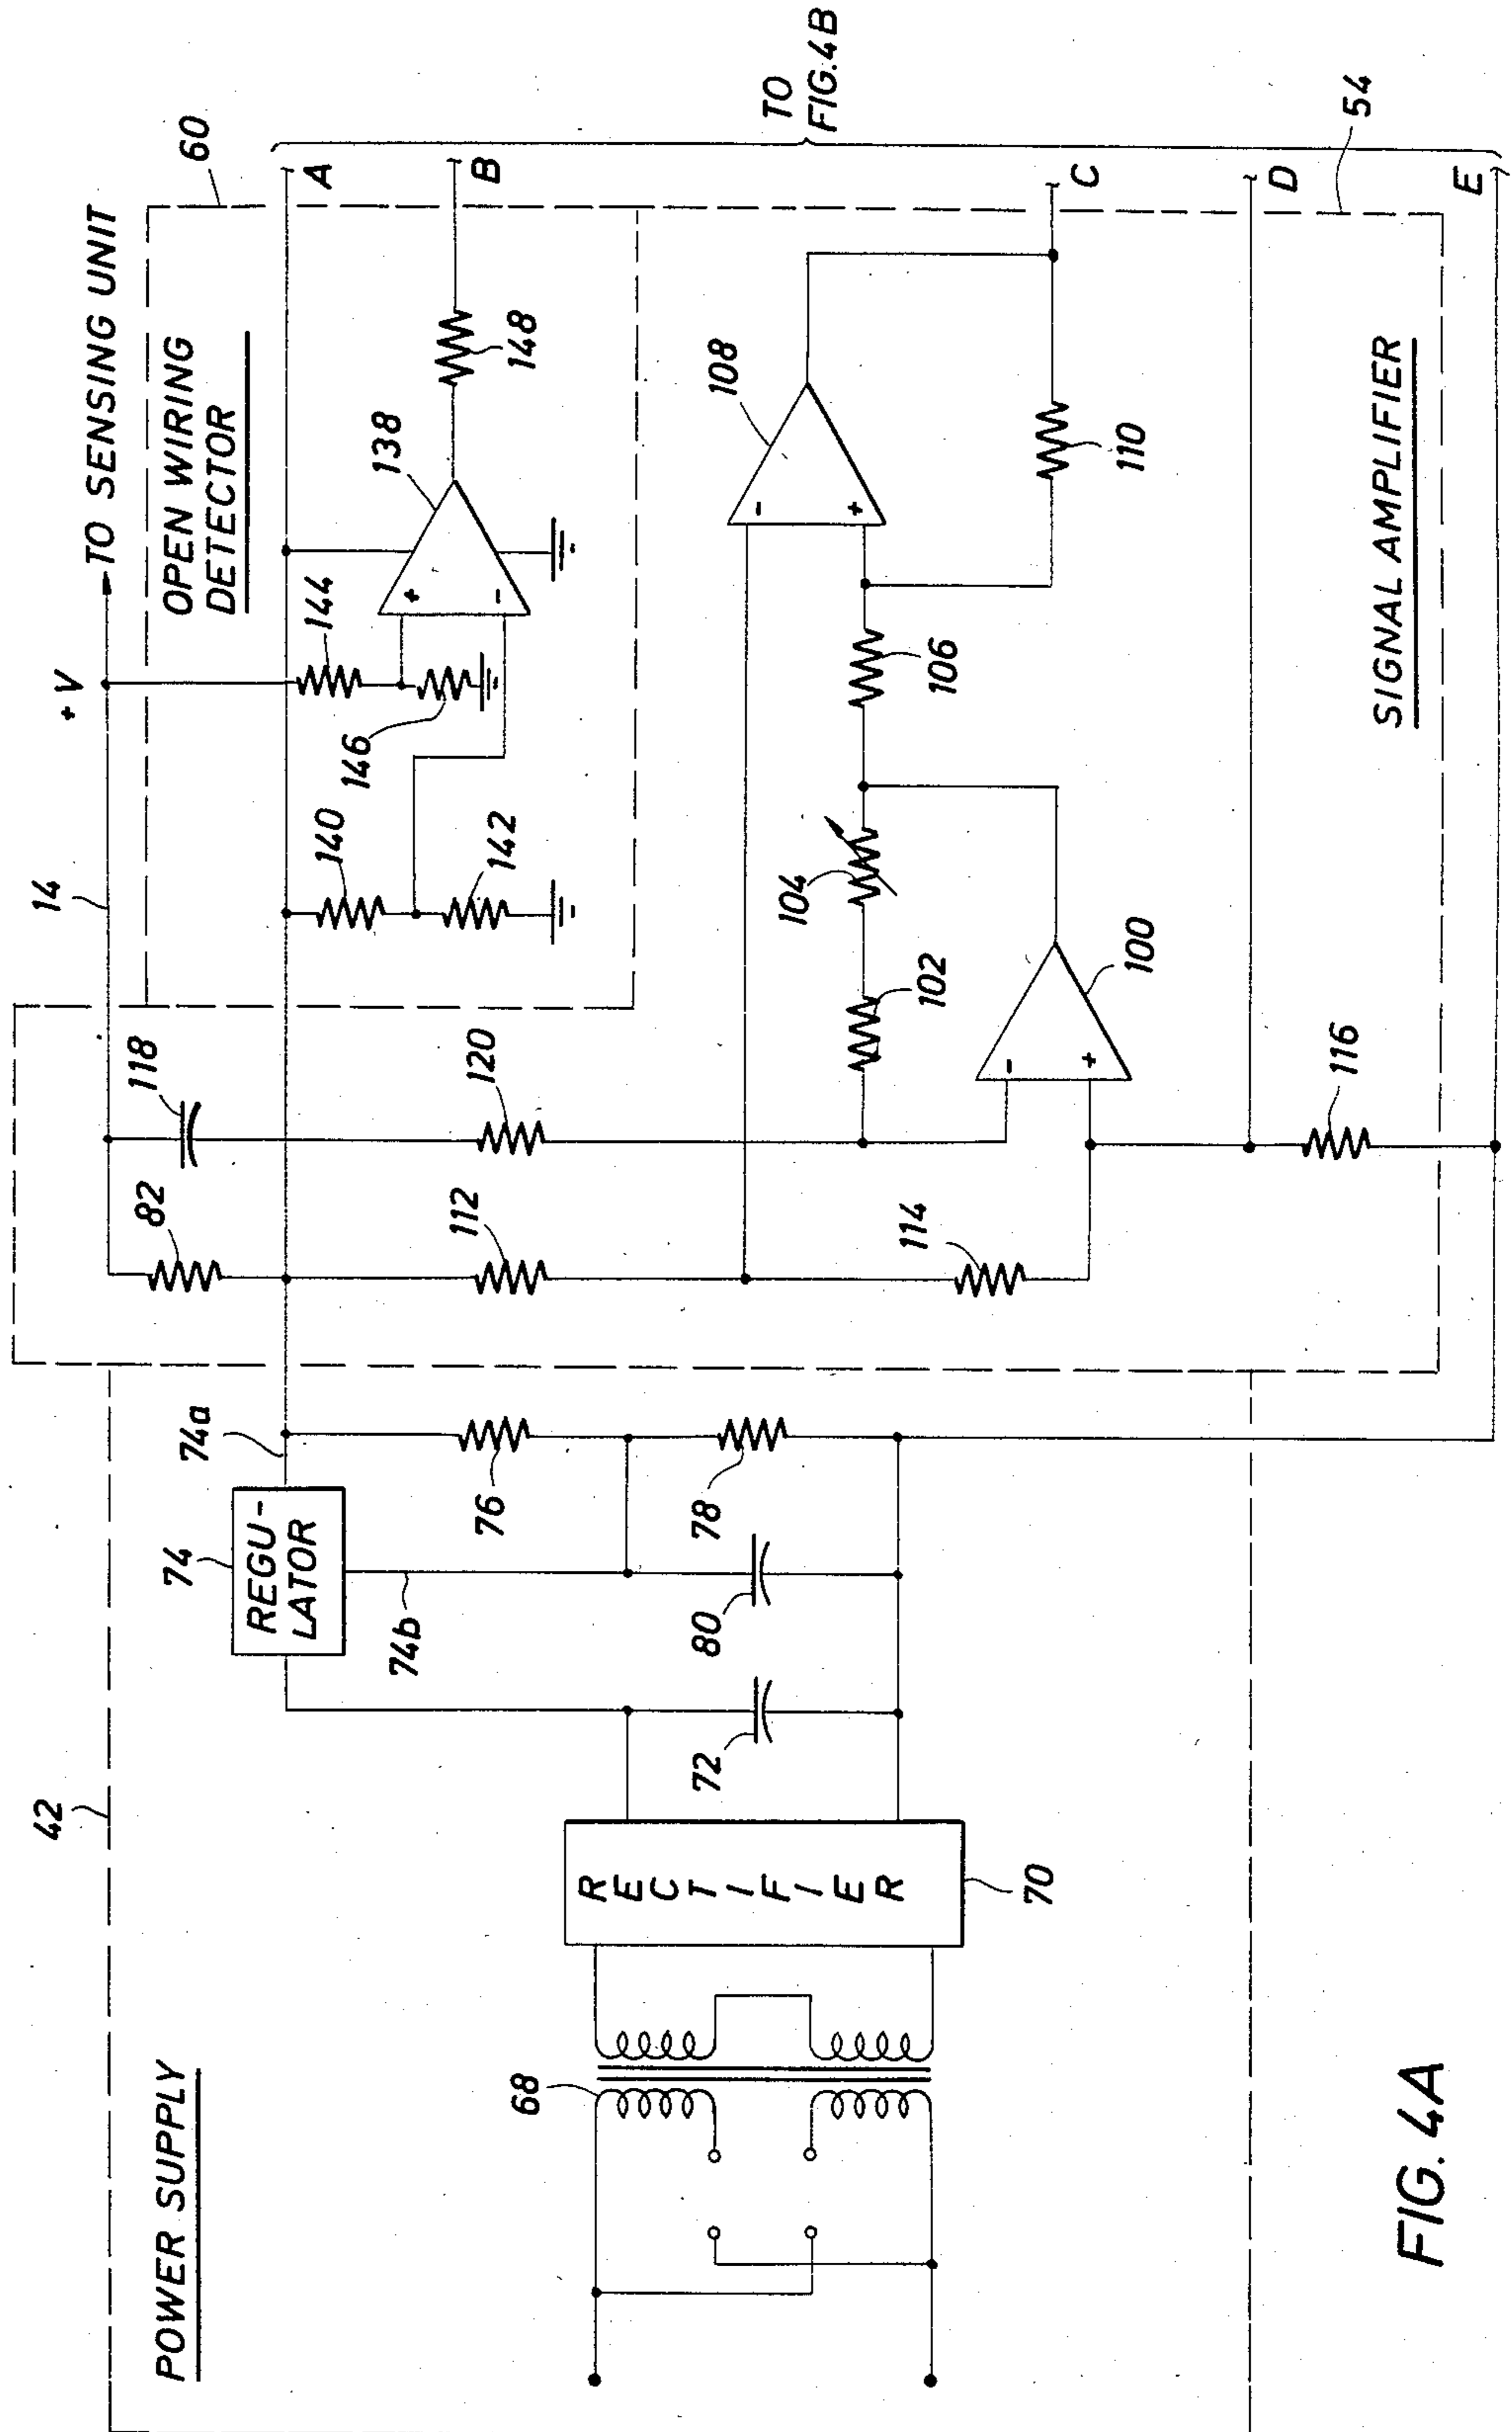 POWER SUPPLY
42
68
RECTIFIER
70
72
74
REGU-
LATOR
74a
74b
76
78
80
14
+V
TO SENSING UNIT
82
118
120
112
114
116
OPEN WIRING
DETECTOR
60
140
142
144
146
+
-
138
148
102
104
106
-
+
100
-
+
108
110
SIGNAL AMPLIFIER
54
A
B
C
D
E
TO
FIG. 4B
FIG. 4A